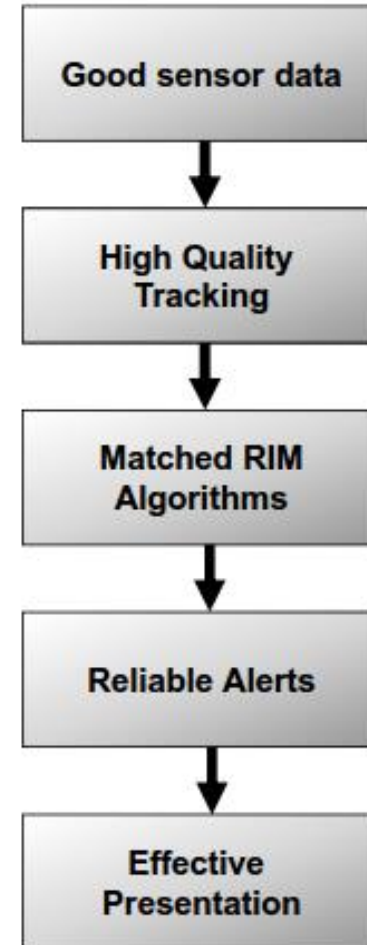 Good sensor data
High Quality
Tracking
Matched RIM
Algorithms
Reliable Alerts
Effective
Presentation